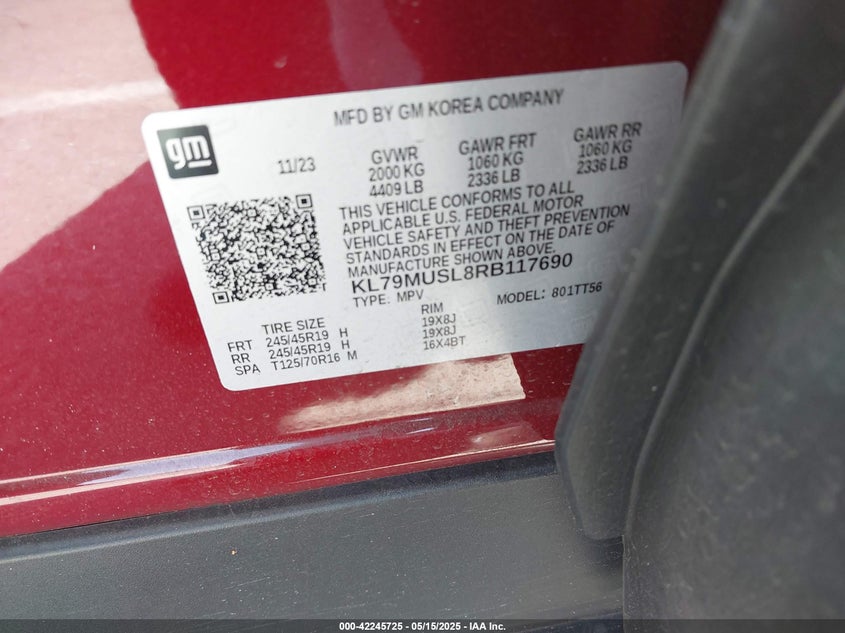 MFD BY GM KOREA COMPANY
gm
11/23
GVWR GAWR FRT GAWR RR
2000 KG 1060 KG 1060 KG
4409 LB 2336 LB 2336 LB
THIS VEHICLE CONFORMS TO ALL
APPLICABLE U.S. FEDERAL MOTOR
VEHICLE SAFETY AND THEFT PREVENTION
STANDARDS IN EFFECT ON THE DATE OF
MANUFACTURE SHOWN ABOVE.
KL79MUSL8RB117690
TYPE: MPV MODEL: 801TT56
TIRE SIZE RIM
FRT 245/45R19 H 19X8J
RR 245/45R19 H 19X8J
SPA T125/70R16 M 16X4BT
000-42245725 - 05/15/2025 - IAA Inc.